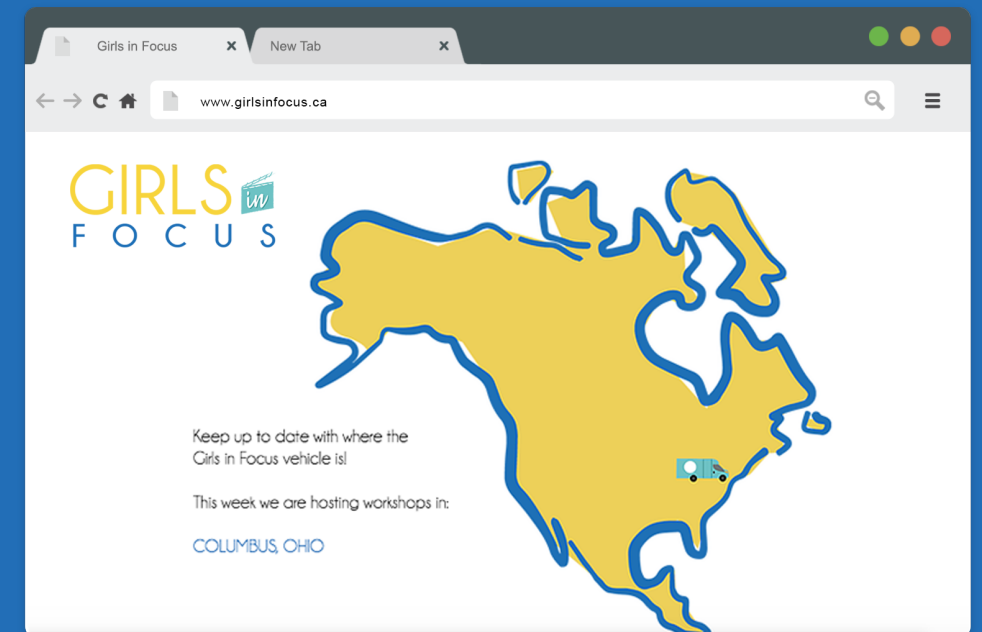 Girls in Focus
New Tab
www.girlsinfocus.ca
GIRLS in
FOCUS
Keep up to date with where the
Girls in Focus vehicle is!
This week we are hosting workshops in:
COLUMBUS, OHIO